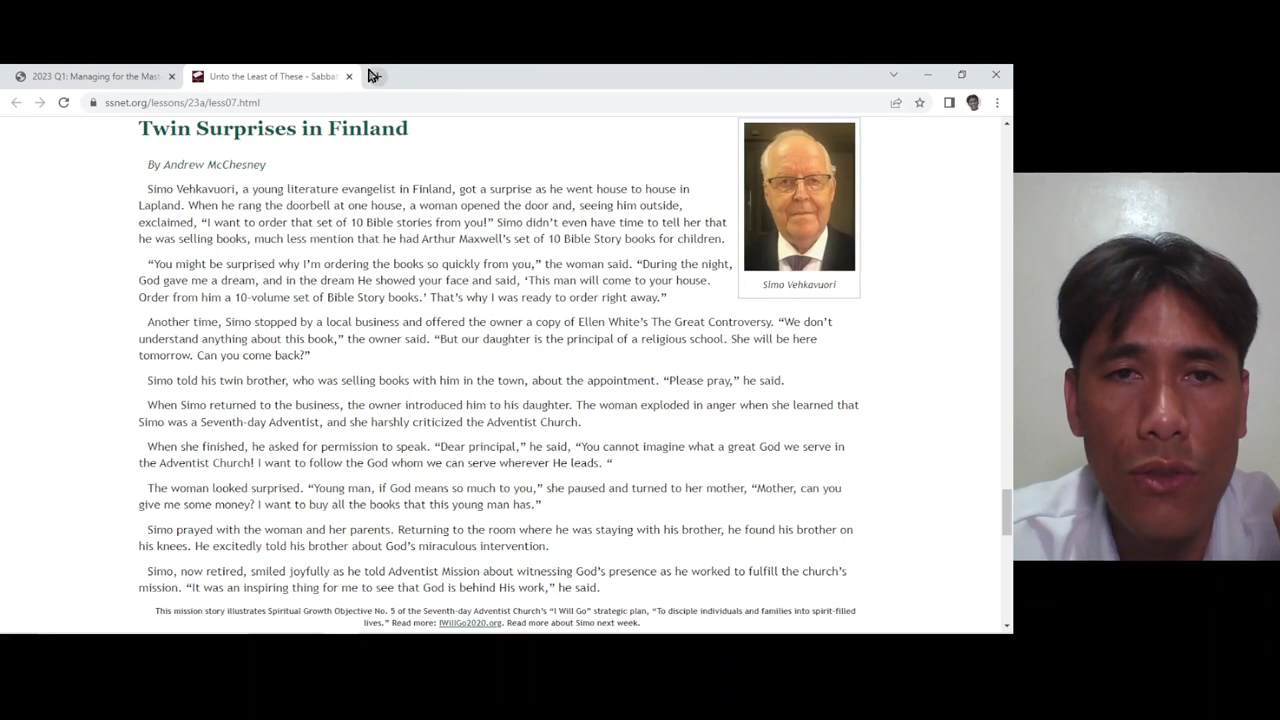 2023 Q1: Managing for the Mast
Unto the Least of These - Sabbat
ssnet.org/lessons/23a/less07.html
Twin Surprises in Finland
By Andrew McChesney
Simo Vehkavuori, a young literature evangelist in Finland, got a surprise as he went house to house in
Lapland. When he rang the doorbell at one house, a woman opened the door and, seeing him outside,
exclaimed, “I want to order that set of 10 Bible stories from you!” Simo didn’t even have time to tell her that
he was selling books, much less mention that he had Arthur Maxwell’s set of 10 Bible Story books for children.
“You might be surprised why I’m ordering the books so quickly from you,” the woman said. “During the night,
God gave me a dream, and in the dream He showed your face and said, ‘This man will come to your house.
Order from him a 10-volume set of Bible Story books.’ That’s why I was ready to order right away.”
Simo Vehkavuori
Another time, Simo stopped by a local business and offered the owner a copy of Ellen White’s The Great Controversy. “We don’t
understand anything about this book,” the owner said. “But our daughter is the principal of a religious school. She will be here
tomorrow. Can you come back?”
Simo told his twin brother, who was selling books with him in the town, about the appointment. “Please pray,” he said.
When Simo returned to the business, the owner introduced him to his daughter. The woman exploded in anger when she learned that
Simo was a Seventh-day Adventist, and she harshly criticized the Adventist Church.
When she finished, he asked for permission to speak. “Dear principal,” he said, “You cannot imagine what a great God we serve in
the Adventist Church! I want to follow the God whom we can serve wherever He leads. “
The woman looked surprised. “Young man, if God means so much to you,” she paused and turned to her mother, “Mother, can you
give me some money? I want to buy all the books that this young man has.”
Simo prayed with the woman and her parents. Returning to the room where he was staying with his brother, he found his brother on
his knees. He excitedly told his brother about God’s miraculous intervention.
Simo, now retired, smiled joyfully as he told Adventist Mission about witnessing God’s presence as he worked to fulfill the church’s
mission. “It was an inspiring thing for me to see that God is behind His work,” he said.
This mission story illustrates Spiritual Growth Objective No. 5 of the Seventh-day Adventist Church’s “I Will Go” strategic plan, “To disciple individuals and families into spirit-filled
lives.” Read more: IWillGo2020.org. Read more about Simo next week.